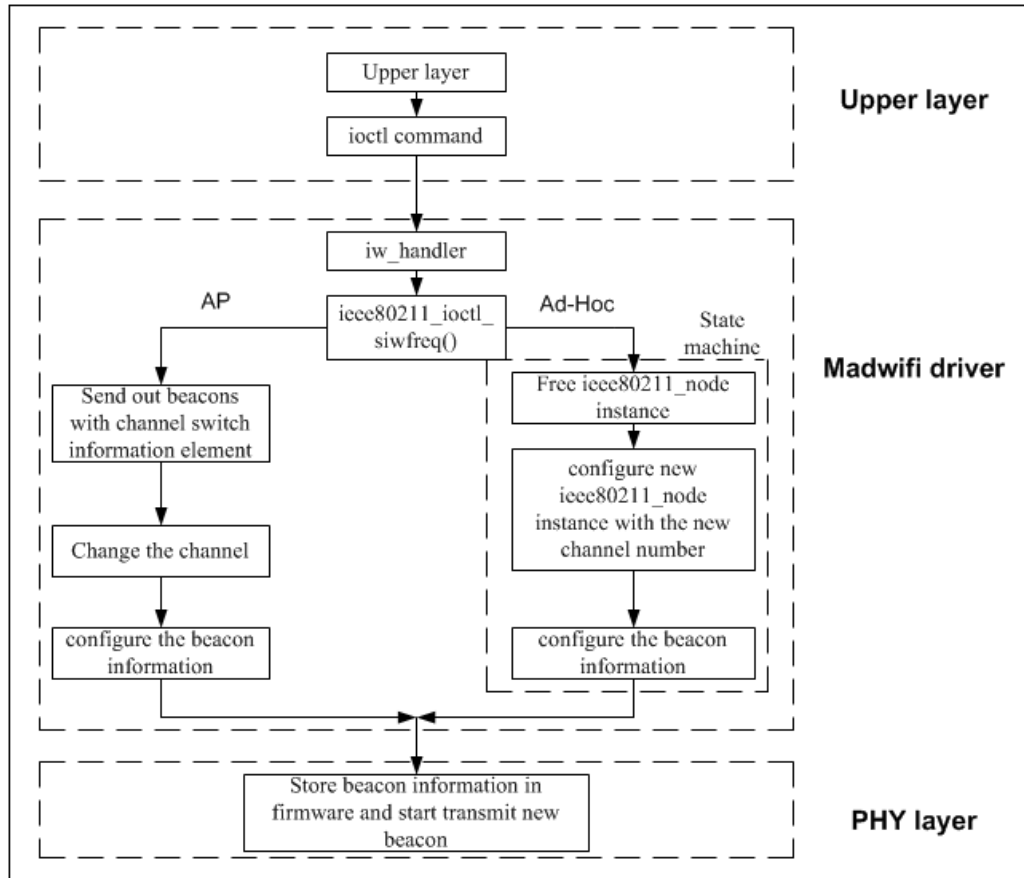 Upper layer
ioctl command
Upper layer
iw_handler
ieee80211_ioctl_
siwfreq()
AP
Ad-Hoc
State
machine
Madwifi driver
Send out beacons
with channel switch
information element
Change the channel
configure the beacon
information
Free ieee80211_node
instance
configure new
ieee80211_node
instance with the new
channel number
configure the beacon
information
Store beacon information in
firmware and start transmit new
beacon
PHY layer